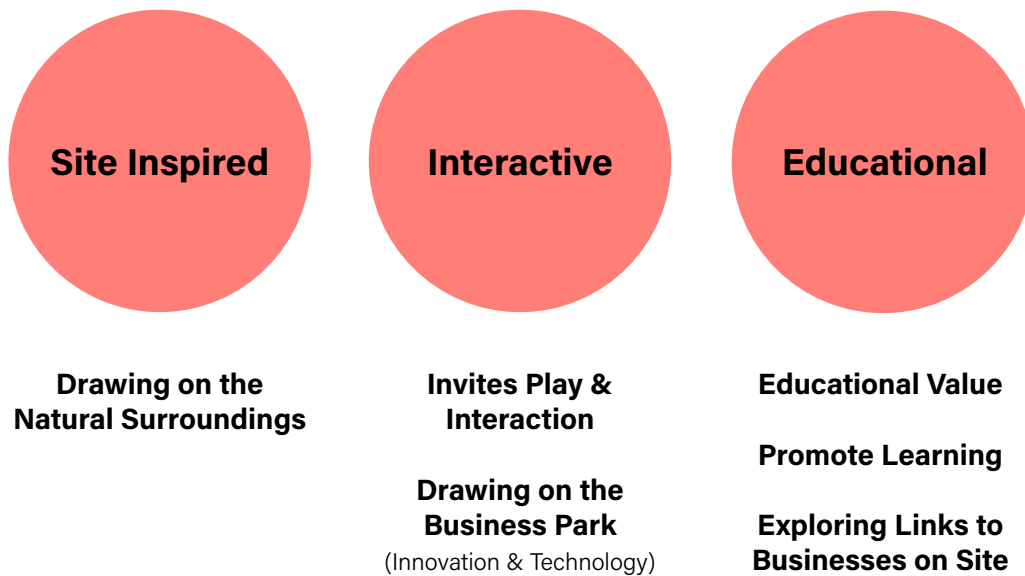 Site Inspired
Drawing on the
Natural Surroundings
Interactive
Invites Play &
Interaction
Drawing on the
Business Park
(Innovation & Technology)
Educational
Educational Value
Promote Learning
Exploring Links to
Businesses on Site